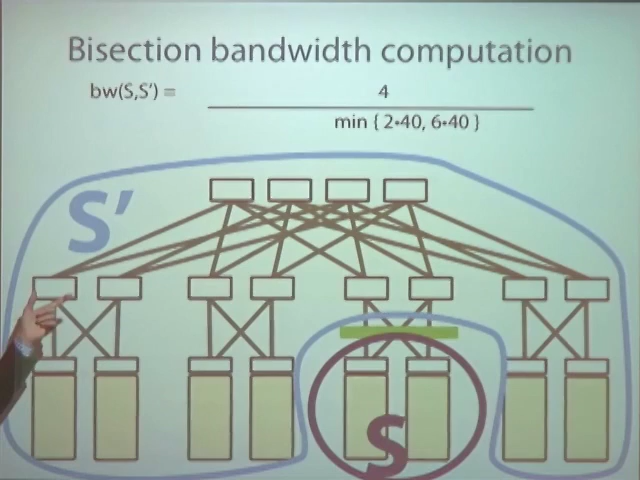 Bisection bandwidth computation
bw(S,S') = 4
min { 2•40, 6•40 }
S'
S